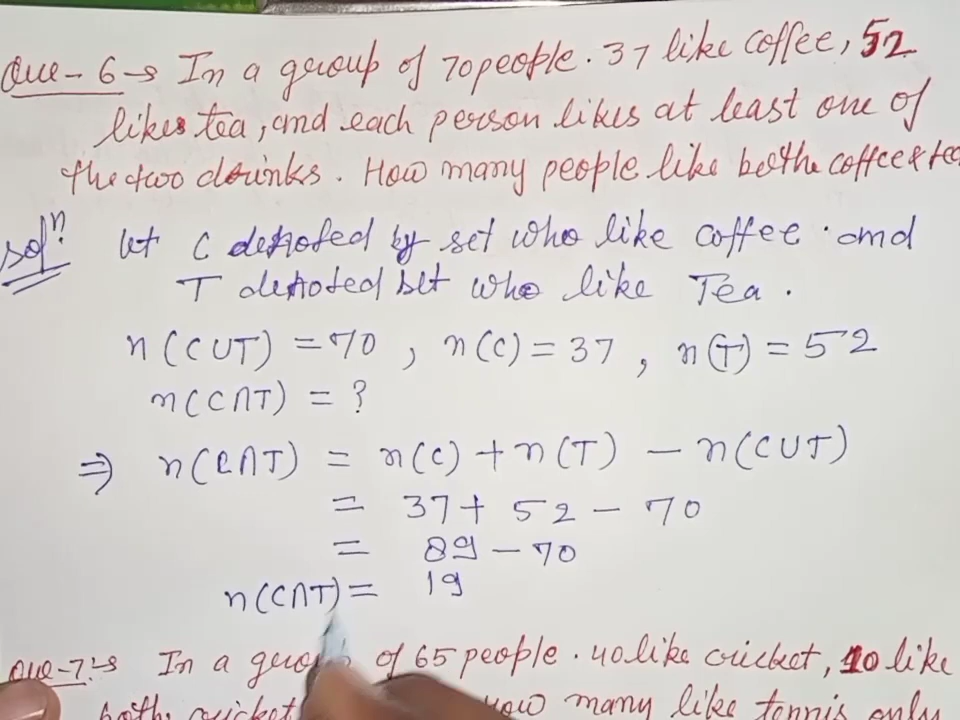 Que-6→ In a group of 70 people. 37 like coffee, 52
likes tea, and each person likes at least one of
the two drinks. How many people like bothe coffee & tea
solⁿ. let C denoted by set who like coffee. and
T denoted set who like Tea.
n(C∪T) = 70, n(C) = 37, n(T) = 52
n(C∩T) = ?
⇒ n(C∩T) = n(C) + n(T) - n(C∪T)
= 37 + 52 - 70
= 89 - 70
n(C∩T) = 19
Que-7:→ In a group of 65 people. 40 like cricket, 10 like
both cricket how many like tennis only